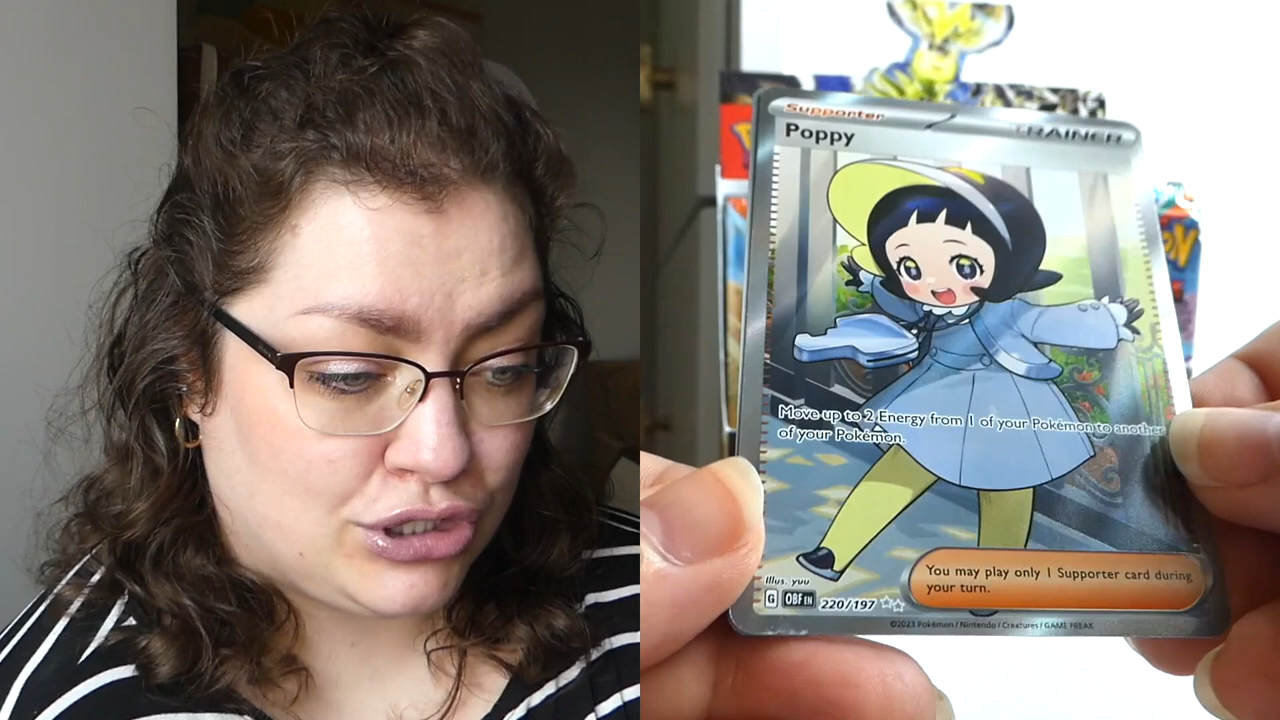 Supporter
TRAINER
Poppy
Move up to 2 Energy from 1 of your Pokémon to another
of your Pokémon.
You may play only 1 Supporter card during
your turn.
Illus. yuu
G OBF EN 220/197
©2023 Pokémon / Nintendo / Creatures / GAME FREAK